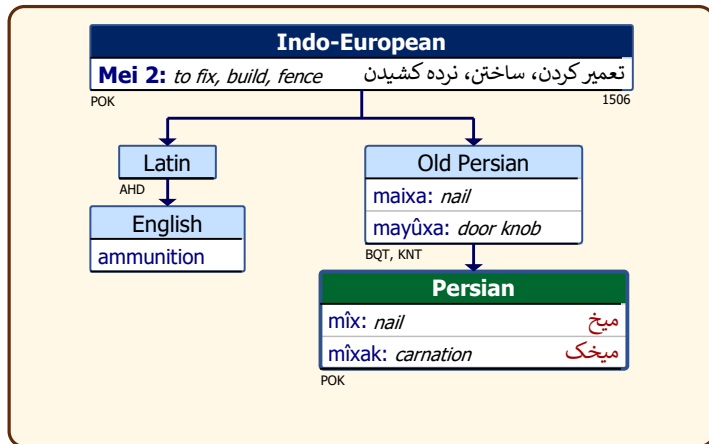 Indo-European
Mei 2: to fix, build, fence تعمیر کردن، ساختن، نرده کشیدن
POK 1506
Latin
AHD
English
ammunition
Old Persian
maixa: nail
mayûxa: door knob
BQT, KNT
Persian
mîx: nail میخ
mîxak: carnation میخک
POK